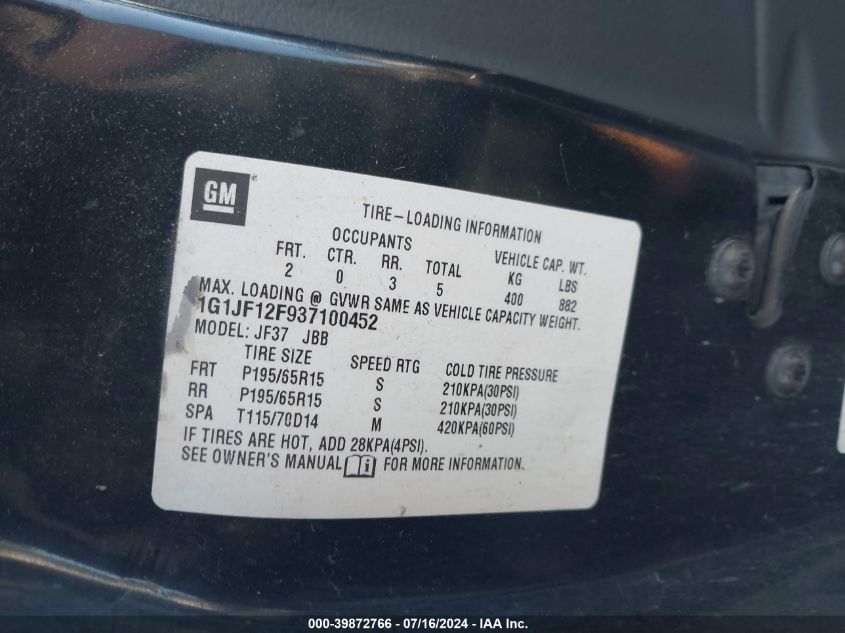 GM
TIRE-LOADING INFORMATION
OCCUPANTS VEHICLE CAP. WT.
FRT. CTR. RR. TOTAL KG LBS
2 0 3 5 400 882
MAX. LOADING @ GVWR SAME AS VEHICLE CAPACITY WEIGHT.
1G1JF12F937100452
MODEL: JF37 JBB
TIRE SIZE SPEED RTG COLD TIRE PRESSURE
FRT P195/65R15 S 210KPA(30PSI)
RR P195/65R15 S 210KPA(30PSI)
SPA T115/70D14 M 420KPA(60PSI)
IF TIRES ARE HOT, ADD 28KPA(4PSI).
SEE OWNER'S MANUAL i FOR MORE INFORMATION.
000-39872766 - 07/16/2024 - IAA Inc.